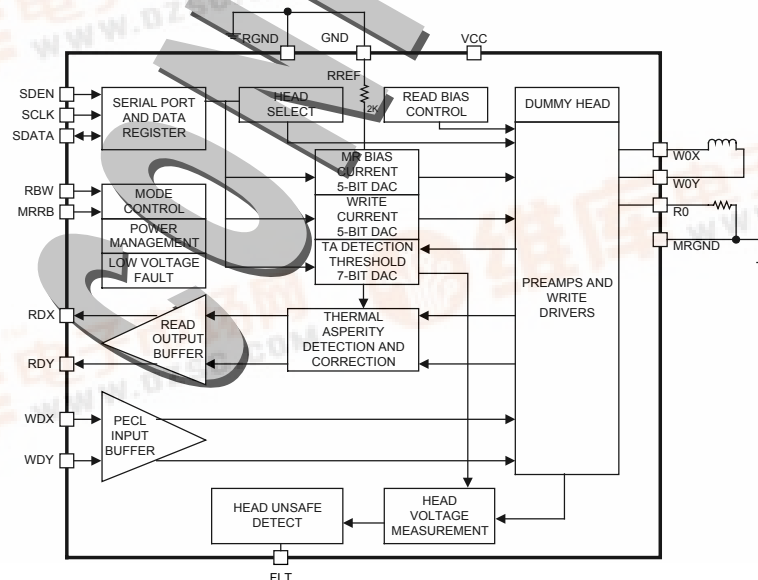 RGND
GND
VCC
RREF
2K
SDEN
SCLK
SDATA
SERIAL PORT
AND DATA
REGISTER
HEAD
SELECT
READ BIAS
CONTROL
DUMMY HEAD
MR BIAS
CURRENT
5-BIT DAC
WRITE
CURRENT
5-BIT DAC
TA DETECTION
THRESHOLD
7-BIT DAC
RBW
MRRB
MODE
CONTROL
POWER
MANAGEMENT
LOW VOLTAGE
FAULT
W0X
W0Y
R0
MRGND
PREAMPS AND
WRITE
DRIVERS
RDX
RDY
READ
OUTPUT
BUFFER
THERMAL
ASPERITY
DETECTION AND
CORRECTION
WDX
WDY
PECL
INPUT
BUFFER
HEAD UNSAFE
DETECT
HEAD
VOLTAGE
MEASUREMENT
FLT